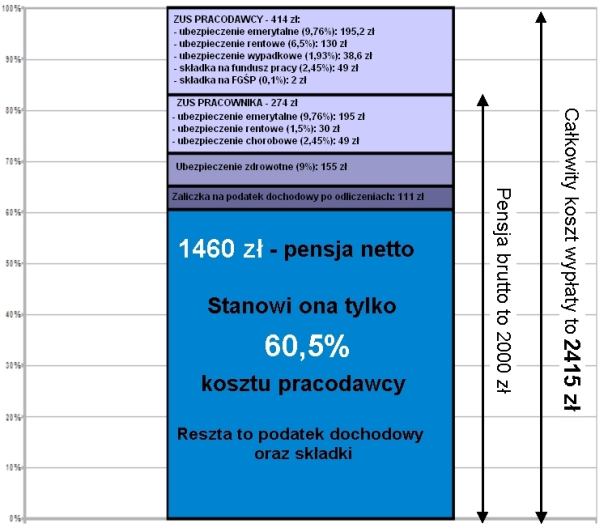 100%
90%
80%
70%
60%
50%
40%
30%
20%
10%
0%
ZUS PRACODAWCY - 414 zł:
- ubezpieczenie emerytalne (9,76%): 195,2 zł
- ubezpieczenie rentowe (6,5%): 130 zł
- ubezpieczenie wypadkowe (1,93%): 38,6 zł
- składka na fundusz pracy (2,45%): 49 zł
- składka na FGŚP (0,1%): 2 zł
ZUS PRACOWNIKA - 274 zł:
- ubezpieczenie emerytalne (9,76%): 195 zł
- ubezpieczenie rentowe (1,5%): 30 zł
- ubezpieczenie chorobowe (2,45%): 49 zł
Ubezpieczenie zdrowotne (9%): 155 zł
Zaliczka na podatek dochodowy po odliczeniach: 111 zł
1460 zł - pensja netto
Stanowi ona tylko
60,5%
kosztu pracodawcy
Reszta to podatek dochodowy
oraz składki
Pensja brutto to 2000 zł
Całkowity koszt wypłaty to 2415 zł